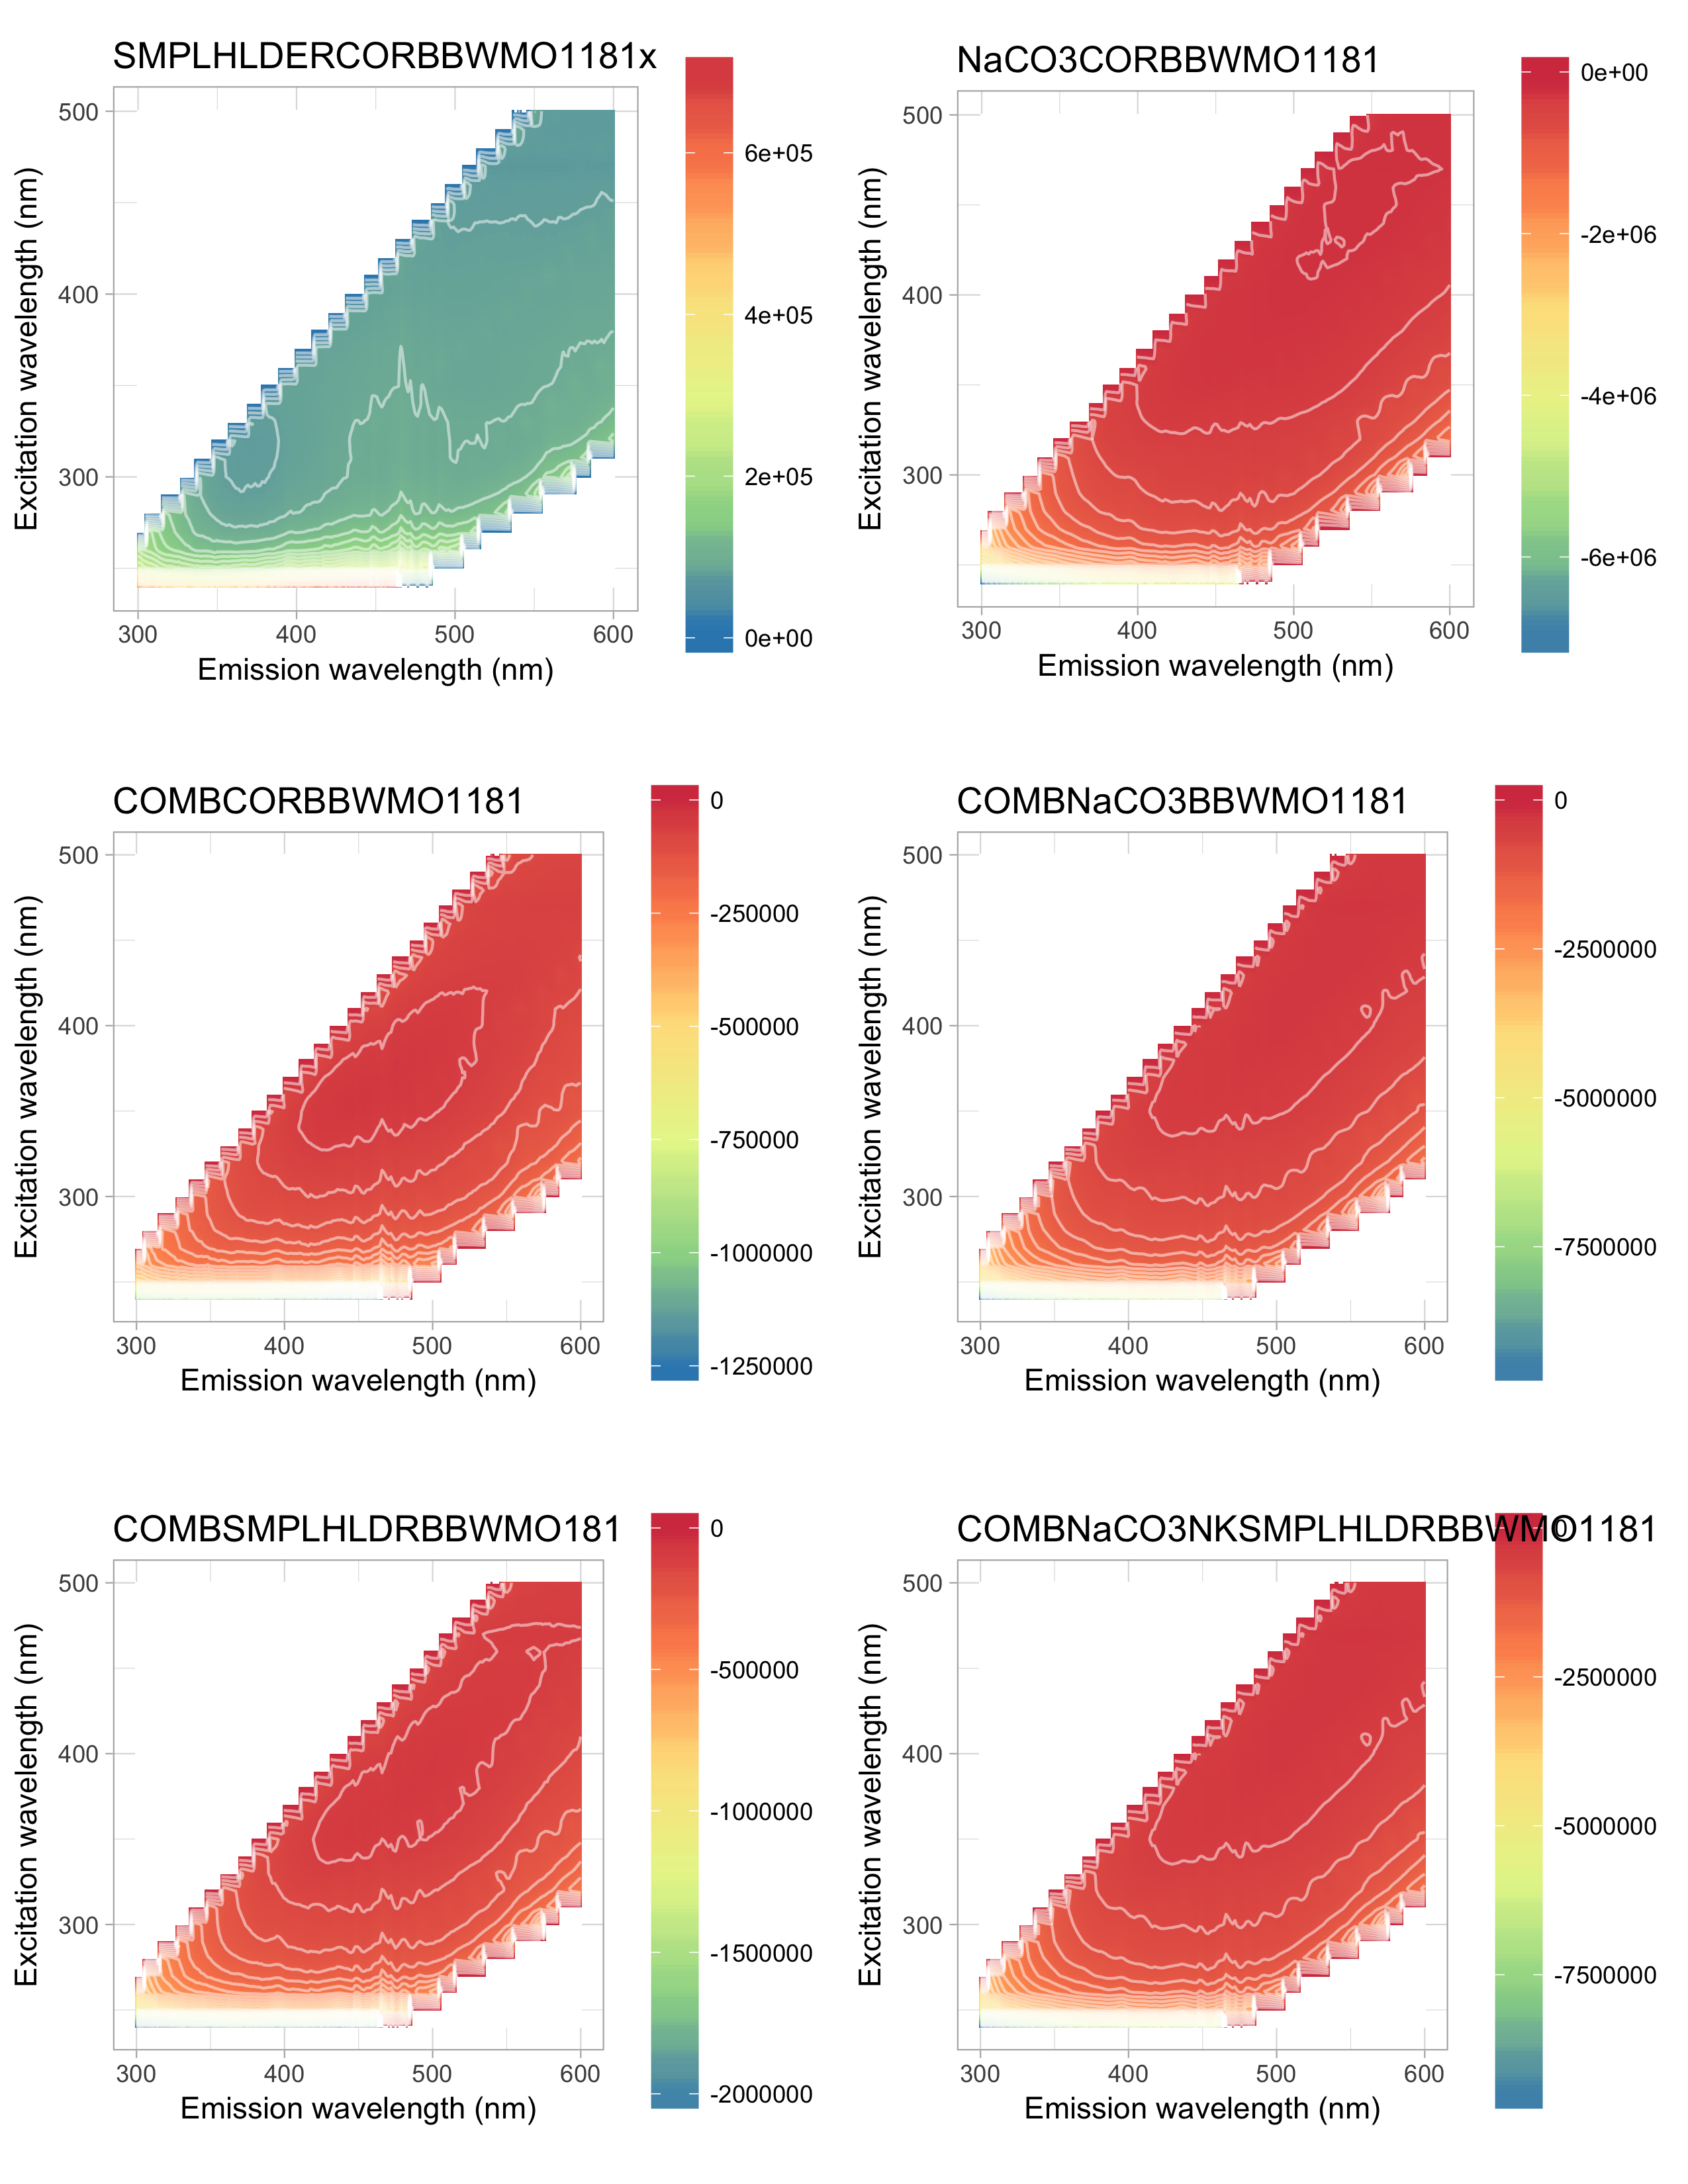 SMPLHLDERCORBBWMO1181x
500
400
300
300
400
500
600
Emission wavelength (nm)
Excitation wavelength (nm)
6e+05
4e+05
2e+05
0e+00
NaCO3CORBBWMO1181
500
400
300
300
400
500
600
Emission wavelength (nm)
Excitation wavelength (nm)
0e+00
-2e+06
-4e+06
-6e+06
COMBCORBBWMO1181
500
400
300
300
400
500
600
Emission wavelength (nm)
Excitation wavelength (nm)
0
-250000
-500000
-750000
-1000000
-1250000
COMBNaCO3BBWMO1181
500
400
300
300
400
500
600
Emission wavelength (nm)
Excitation wavelength (nm)
0
-2500000
-5000000
-7500000
COMBSMPLHLDRBBWMO181
500
400
300
300
400
500
600
Emission wavelength (nm)
Excitation wavelength (nm)
0
-500000
-1000000
-1500000
-2000000
COMBNaCO3NKSMPLHLDRBBWMO1181
500
400
300
300
400
500
600
Emission wavelength (nm)
Excitation wavelength (nm)
0
-2500000
-5000000
-7500000